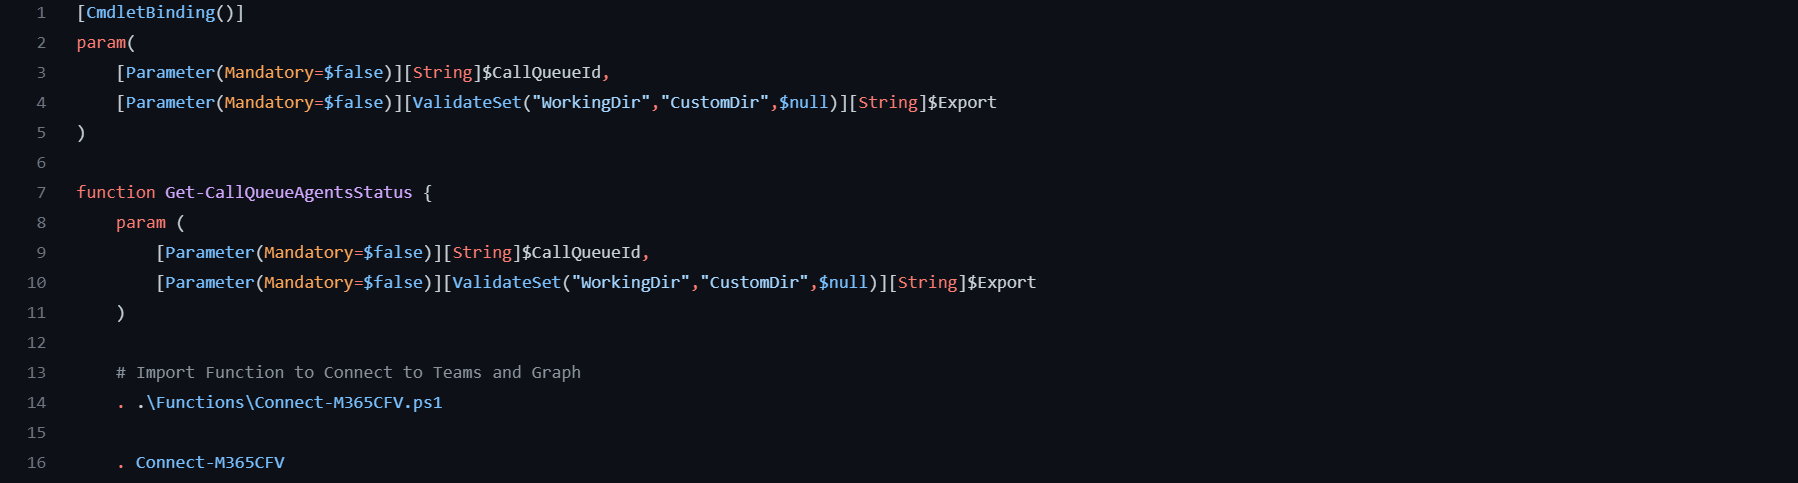 1 [CmdletBinding()]
2 param(
3     [Parameter(Mandatory=$false)][String]$CallQueueId,
4     [Parameter(Mandatory=$false)][ValidateSet("WorkingDir","CustomDir",$null)][String]$Export
5 )
6
7 function Get-CallQueueAgentsStatus {
8     param (
9         [Parameter(Mandatory=$false)][String]$CallQueueId,
10         [Parameter(Mandatory=$false)][ValidateSet("WorkingDir","CustomDir",$null)][String]$Export
11     )
12
13     # Import Function to Connect to Teams and Graph
14     . .\Functions\Connect-M365CFV.ps1
15
16     . Connect-M365CFV